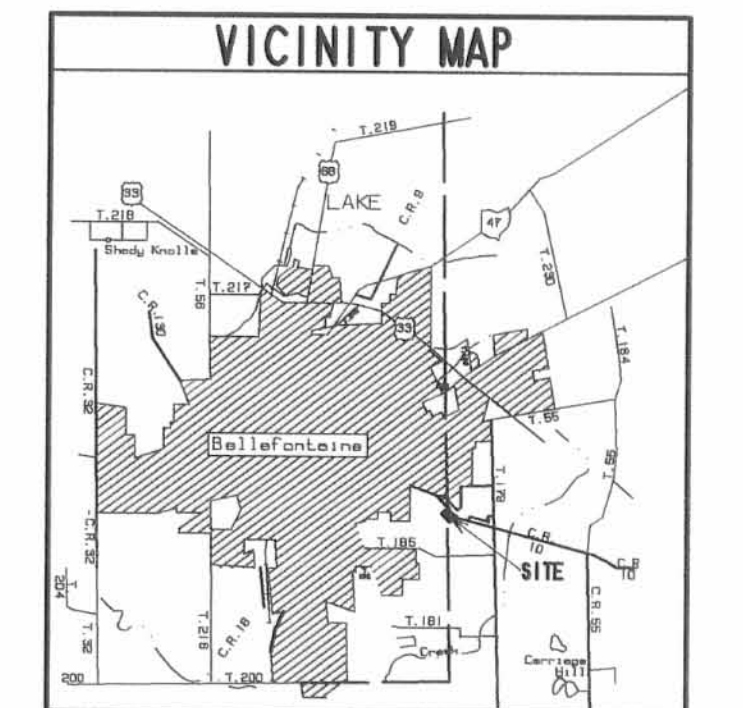 VICINITY MAP
T.219
68
33
LAKE
C.R.8
T.218
47
Shady Knolls
T.290
T.56
T.217
C.R.130
33
T.184
C.R.32
T.55
Bellefontaine
T.55
T.179
C.R.32
T.185
C.R. 10
C.R 10
SITE
T 204
T.32
T.216
C.R.18
T.181
Creek
C.R.55
Carriage Hill
200
T.200